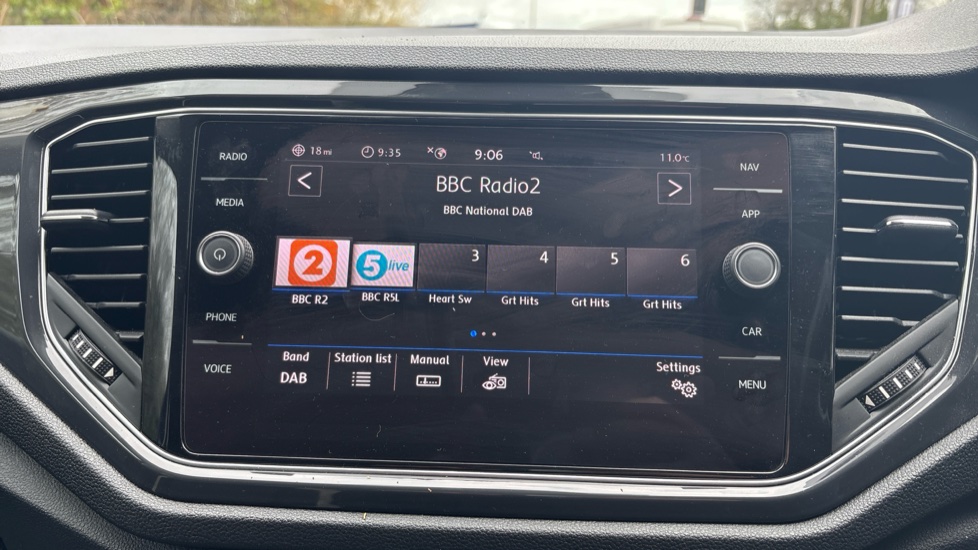 RADIO
MEDIA
PHONE
VOICE
18 mi 9:35 9:06 11.0°C
BBC Radio2
BBC National DAB
2 5 live 3 4 5 6
BBC R2 BBC R5L Heart Sw Grt Hits Grt Hits Grt Hits
Band Station list Manual View Settings
DAB
NAV
APP
CAR
MENU